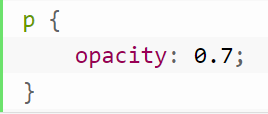 p {
    opacity: 0.7;
}